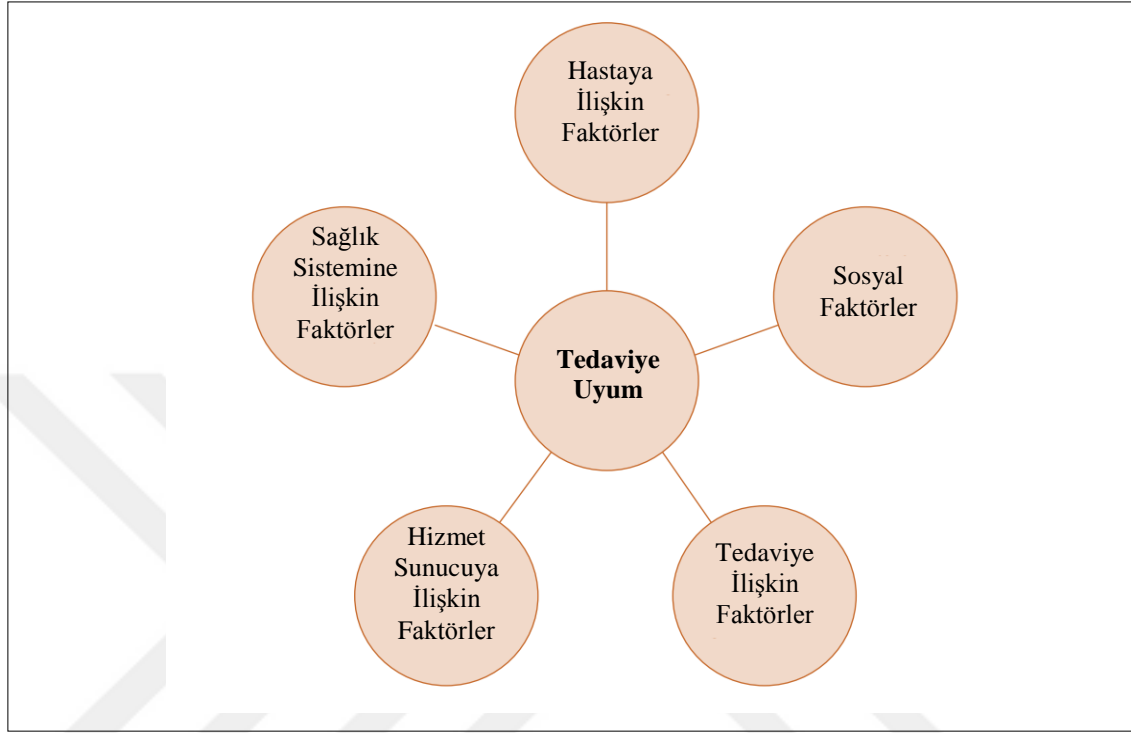 Hastaya
İlişkin
Faktörler
Sağlık
Sistemine
İlişkin
Faktörler
Sosyal
Faktörler
Tedaviye
Uyum
Hizmet
Sunucuya
İlişkin
Faktörler
Tedaviye
İlişkin
Faktörler